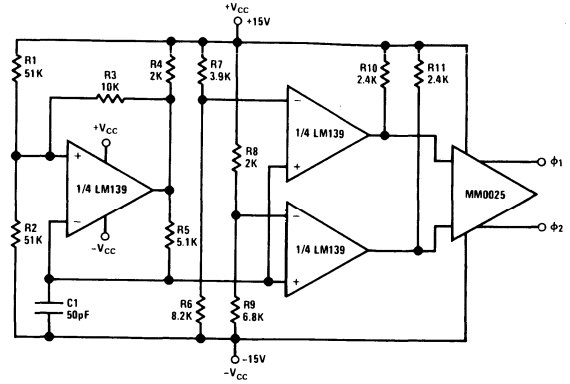 +VCC
+15V
R1
51K
R3
10K
R4
2K
R7
3.9K
R10
2.4K
R11
2.4K
+VCC
+
1/4 LM139
−
−VCC
R2
51K
R5
5.1K
C1
50pF
R8
2K
−
1/4 LM139
+
−
1/4 LM139
+
MM0025
ϕ1
ϕ2
R6
8.2K
R9
6.8K
−15V
−VCC